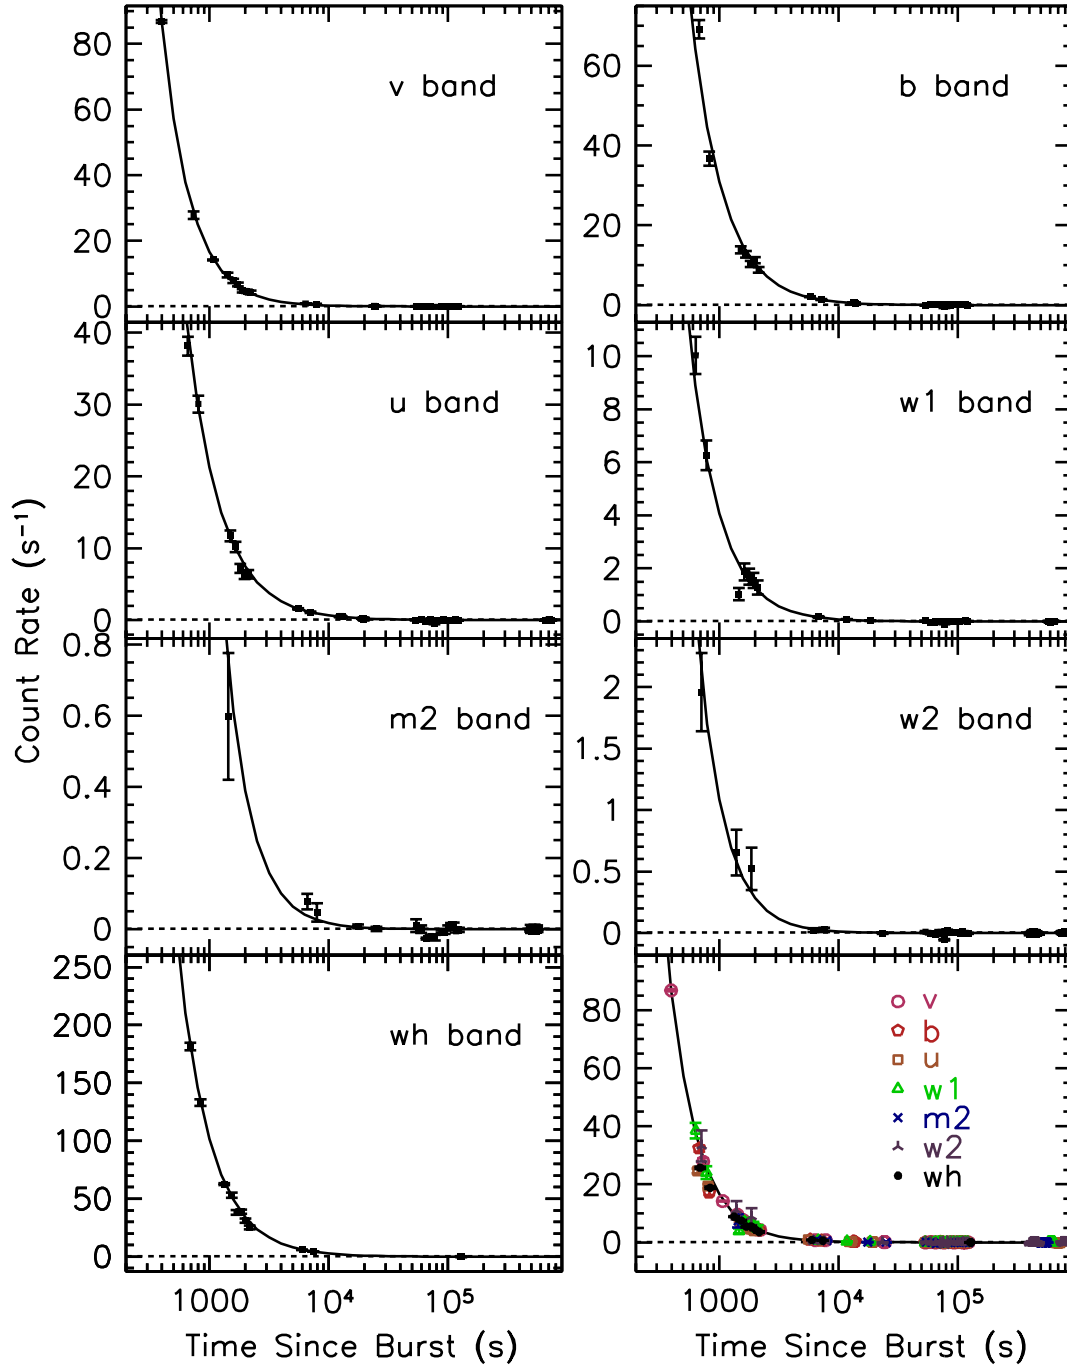 80
60
40
20
0
v band
60
40
20
0
b band
40
30
20
10
0
u band
10
8
6
4
2
0
w1 band
0.8
0.6
0.4
0.2
0
m2 band
2
1.5
1
0.5
0
w2 band
250
200
150
100
50
0
wh band
80
60
40
20
0
v
b
u
w1
m2
w2
wh
Count Rate (s⁻¹)
1000 10⁴ 10⁵
1000 10⁴ 10⁵
Time Since Burst (s)
Time Since Burst (s)